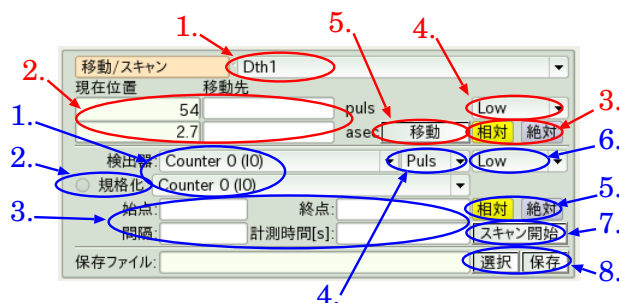 1. 5. 4.
移動/スキャン Dth1
2. 現在位置 移動先
54 puls Low
1. 2.7 asec 移動 相対 絶対 3.
検出器: Counter 0 (I0) Puls Low 6.
2. 規格化 Counter 0 (I0)
3. 始点: 終点: 相対 絶対 5.
間隔: 計測時間[s]: スキャン開始 7.
保存ファイル: 選択 保存 8.
4.